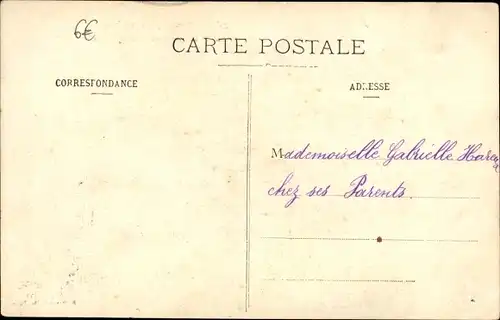 6€
CARTE POSTALE
CORRESPONDANCE
ADRESSE
Mademoiselle Gabrielle
chez ses Parents.